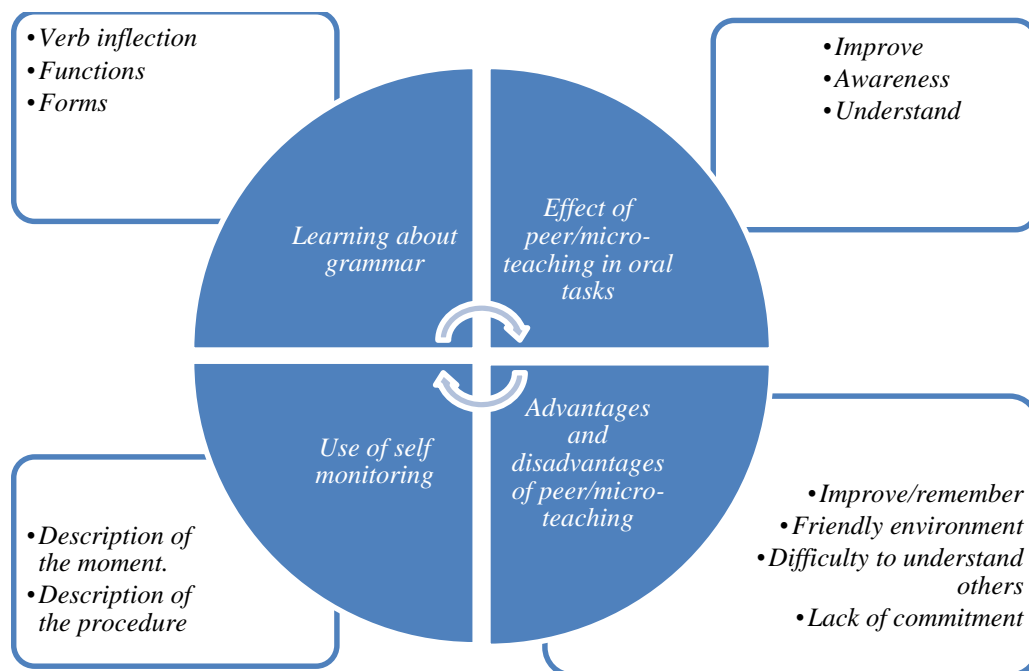 •Verb inflection
•Functions
•Forms
•Improve
•Awareness
•Understand
Learning about
grammar
Effect of
peer/micro-
teaching in oral
tasks
Use of self
monitoring
Advantages
and
disadvantages
of peer/micro-
teaching
•Description of
the moment.
•Description of
the procedure
•Improve/remember
•Friendly environment
•Difficulty to understand
others
•Lack of commitment